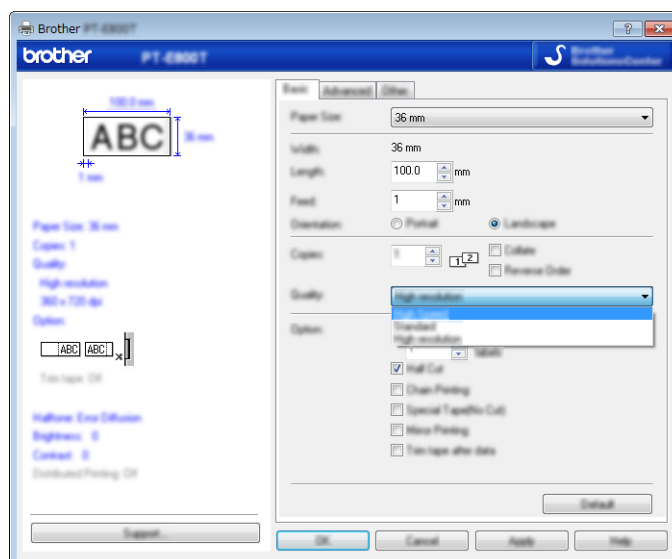 Brother PT-E800T
brother PT-E800T
Brother
SolutionsCenter
100.0 mm
ABC
36 mm
1 mm
Paper Size: 36 mm
Copies: 1
Quality:
High resolution
360 x 720 dpi
Option:
ABC ABC
Trim tape: Off
Halftone: Error Diffusion
Brightness: 0
Contrast: 0
Distributed Printing: Off
Support...
Basic Advanced Other
Paper Size: 36 mm
Width: 36 mm
Length: 100.0 mm
Feed: 1 mm
Orientation: Portrait Landscape
Copies: 1 1 2 Collate
Reverse Order
Quality: High resolution
High Speed
Standard
High resolution
Option:
labels
Half Cut
Chain Printing
Special Tape(No Cut)
Mirror Printing
Trim tape after data
Default
OK Cancel Apply Help